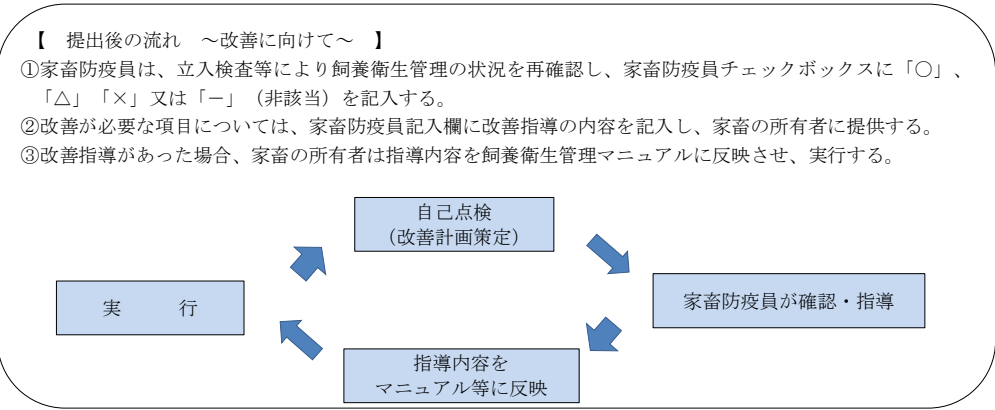 【　提出後の流れ　～改善に向けて～　】
①家畜防疫員は、立入検査等により飼養衛生管理の状況を再確認し、家畜防疫員チェックボックスに「○」、
「△」「×」又は「－」（非該当）を記入する。
②改善が必要な項目については、家畜防疫員記入欄に改善指導の内容を記入し、家畜の所有者に提供する。
③改善指導があった場合、家畜の所有者は指導内容を飼養衛生管理マニュアルに反映させ、実行する。
自己点検
（改善計画策定）
実　　　行
家畜防疫員が確認・指導
指導内容を
マニュアル等に反映